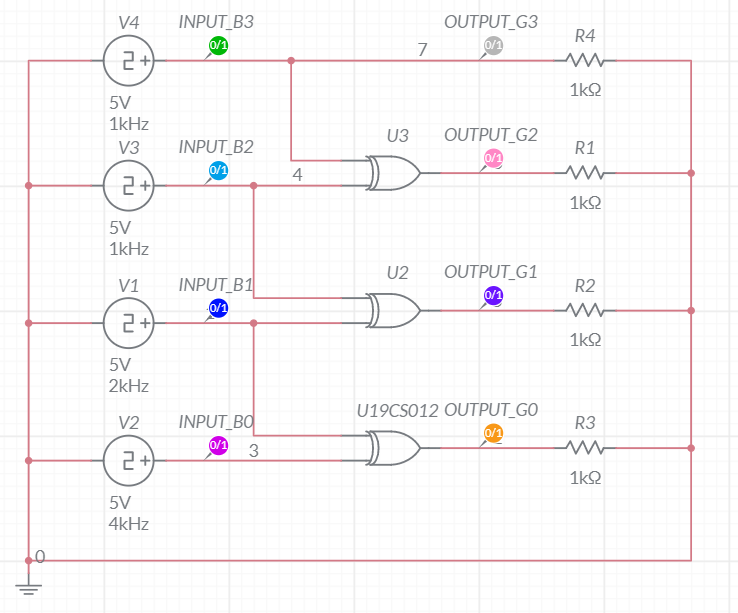 V4
INPUT_B3
OUTPUT_G3
R4
0/1
0/1
7
5V
1kHz
1kΩ
V3
INPUT_B2
U3
OUTPUT_G2
R1
0/1
0/1
4
5V
1kHz
1kΩ
V1
INPUT_B1
U2
OUTPUT_G1
R2
0/1
0/1
5V
2kHz
1kΩ
V2
INPUT_B0
U19CS012
OUTPUT_G0
R3
0/1
0/1
3
5V
4kHz
1kΩ
0